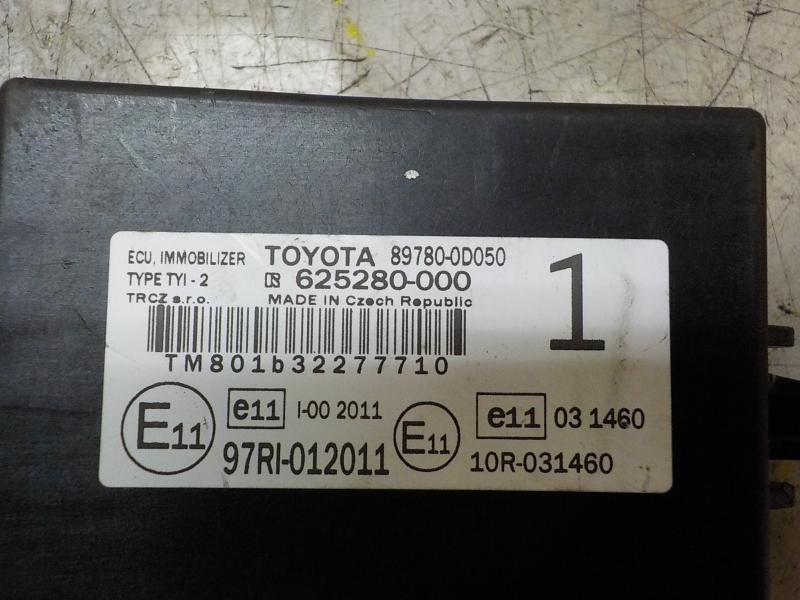 ECU, IMMOBILIZER TOYOTA 89780-0D050
TYPE TYI - 2 625280-000
TRCZ s.r.o. MADE IN Czech Republic
1
TM801b32277710
E11 e11 I-00 2011
97RI-012011
E11 e11 03 1460
10R-031460